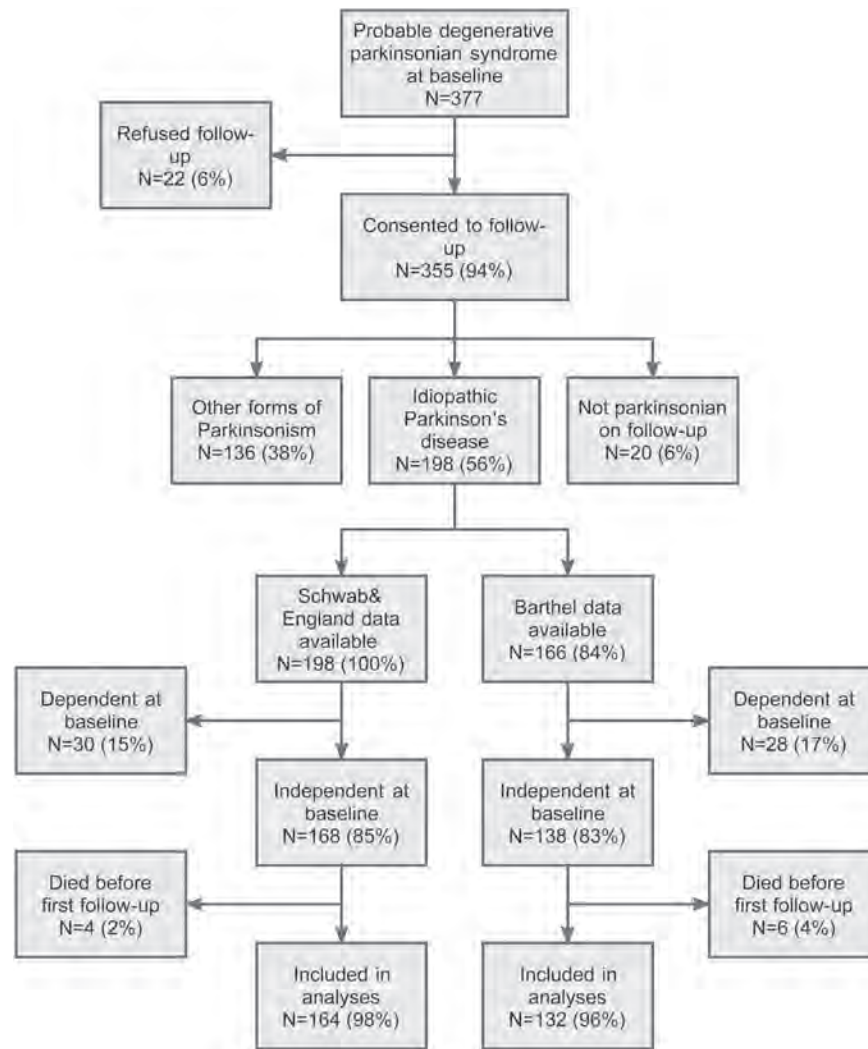 Probable degenerative
parkinsonian syndrome
at baseline
N=377
Refused follow-
up
N=22 (6%)
Consented to follow-
up
N=355 (94%)
Other forms of
Parkinsonism
N=136 (38%)
Idiopathic
Parkinson's
disease
N=198 (56%)
Not parkinsonian
on follow-up
N=20 (6%)
Schwab&
England data
available
N=198 (100%)
Barthel data
available
N=166 (84%)
Dependent at
baseline
N=30 (15%)
Dependent at
baseline
N=28 (17%)
Independent at
baseline
N=168 (85%)
Independent at
baseline
N=138 (83%)
Died before
first follow-up
N=4 (2%)
Died before
first follow-up
N=6 (4%)
Included in
analyses
N=164 (98%)
Included in
analyses
N=132 (96%)